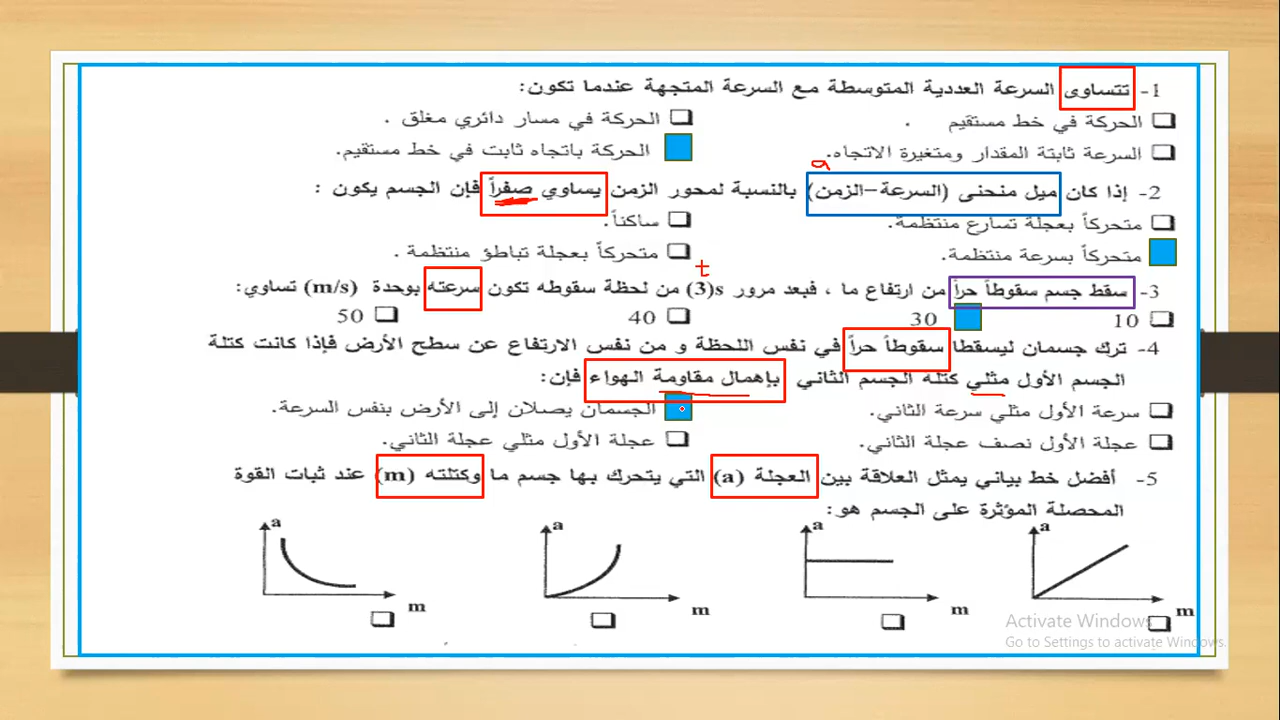 1- تتساوى السرعة العددية المتوسطة مع السرعة المتجهة عندما تكون:
الحركة في خط مستقيم . الحركة في مسار دائري مغلق .
السرعة ثابتة المقدار ومتغيرة الاتجاه. الحركة باتجاه ثابت في خط مستقيم.
a
2- إذا كان ميل منحنى (السرعة-الزمن) بالنسبة لمحور الزمن يساوي صفراً فإن الجسم يكون :
متحركاً بعجلة تسارع منتظمة. ساكناً.
متحركاً بسرعة منتظمة. متحركاً بعجلة تباطؤ منتظمة .
t
3- سقط جسم سقوطاً حراً من ارتفاع ما ، فبعد مرور s(3) من لحظة سقوطه تكون سرعته بوحدة (m/s) تساوي:
10 30 40 50
4- ترك جسمان ليسقطا سقوطاً حراً في نفس اللحظة و من نفس الارتفاع عن سطح الأرض فإذا كانت كتلة
الجسم الأول مثلي كتلة الجسم الثاني بإهمال مقاومة الهواء فإن:
سرعة الأول مثلي سرعة الثاني. الجسمان يصلان إلى الأرض بنفس السرعة.
عجلة الأول نصف عجلة الثاني. عجلة الأول مثلي عجلة الثاني.
5- أفضل خط بياني يمثل العلاقة بين العجلة (a) التي يتحرك بها جسم ما وكتلته (m) عند ثبات القوة
المحصلة المؤثرة على الجسم هو:
a a a a
m m m m
Activate Windows
Go to Settings to activate Windows.